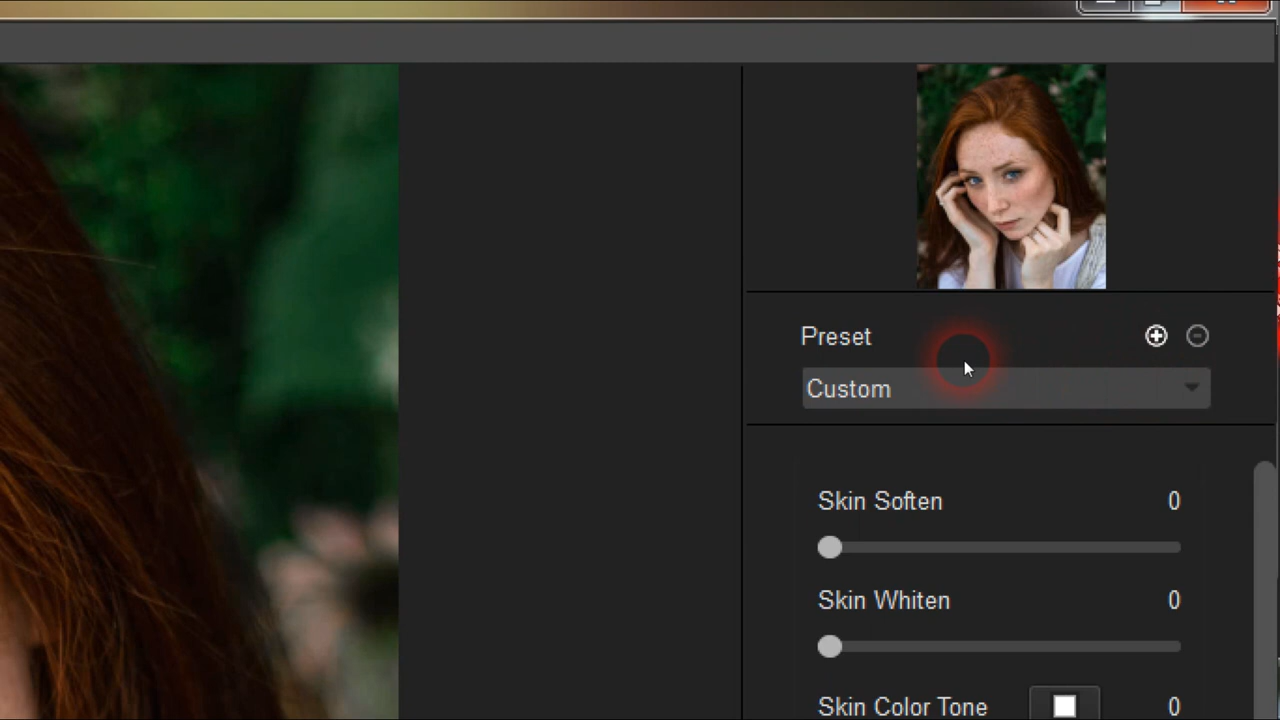 Preset
Custom
Skin Soften 0
Skin Whiten 0
Skin Color Tone 0